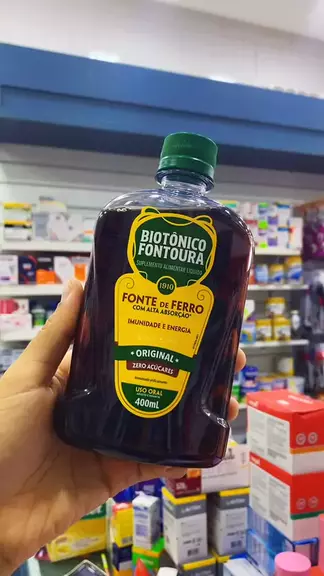 BIOTÔNICO
FONTOURA
SUPLEMENTO ALIMENTAR LÍQUIDO
1910
FONTE DE FERRO
COM ALTA ABSORÇÃO*
IMUNIDADE E ENERGIA
ORIGINAL
ZERO AÇÚCARES
USO ORAL
400mL